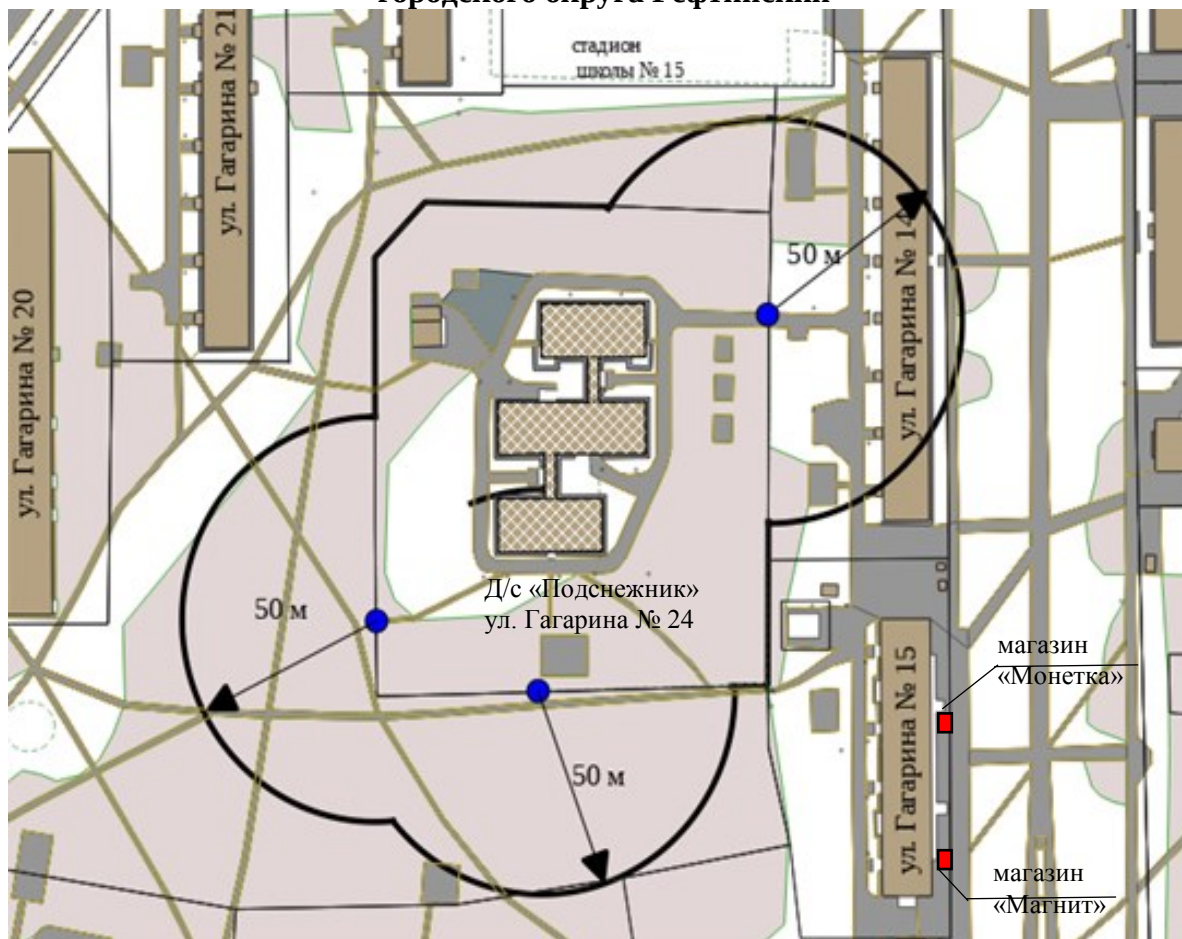 городского округа Рефтинский
стадион
школы № 15
ул. Гагарина № 21
ул. Гагарина № 14
50 м
ул. Гагарина № 20
Д/с «Подснежник»
ул. Гагарина № 24
50 м
магазин
«Монетка»
50 м
ул. Гагарина № 15
магазин
«Магнит»